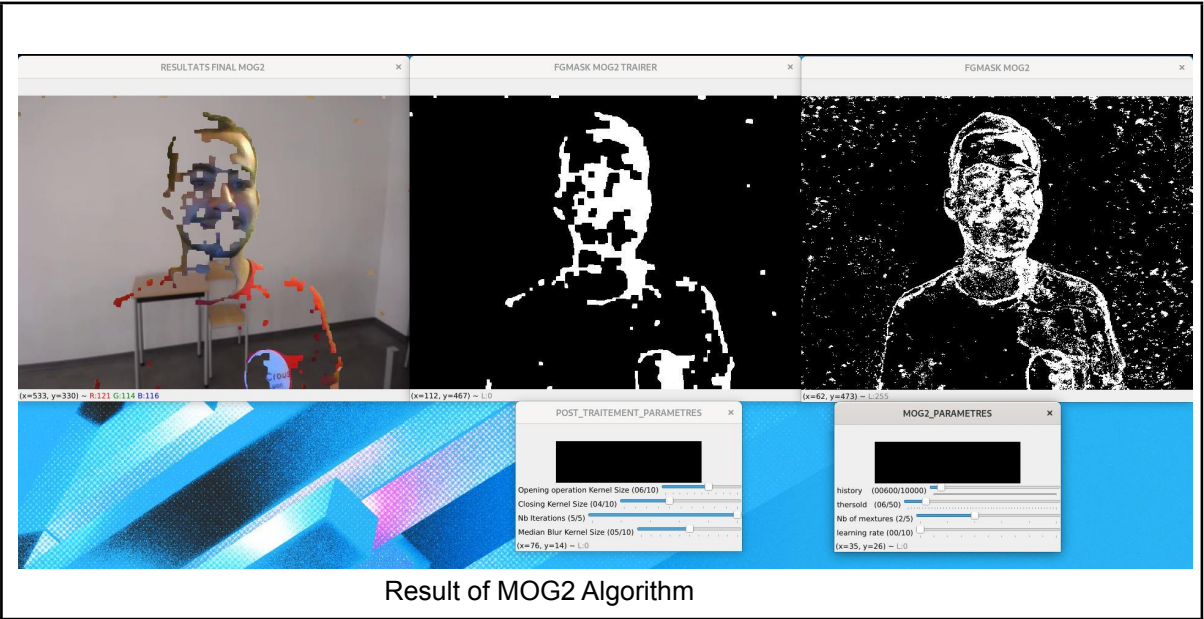 RESULTATS FINAL MOG2 ×
FGMASK MOG2 TRAIRER ×
FGMASK MOG2 ×
Crous
(x=533, y=330) ~ R:121 G:114 B:116
(x=112, y=467) ~ L:0
(x=62, y=473) ~ L:255
POST_TRAITEMENT_PARAMETRES ×
Opening operation Kernel Size (06/10)
Closing Kernel Size (04/10)
Nb Iterations (5/5)
Median Blur Kernel Size (05/10)
(x=76, y=14) ~ L:0
MOG2_PARAMETRES ×
history (00600/10000)
thersold (06/50)
Nb of mextures (2/5)
learning rate (00/10)
(x=35, y=26) ~ L:0
Result of MOG2 Algorithm